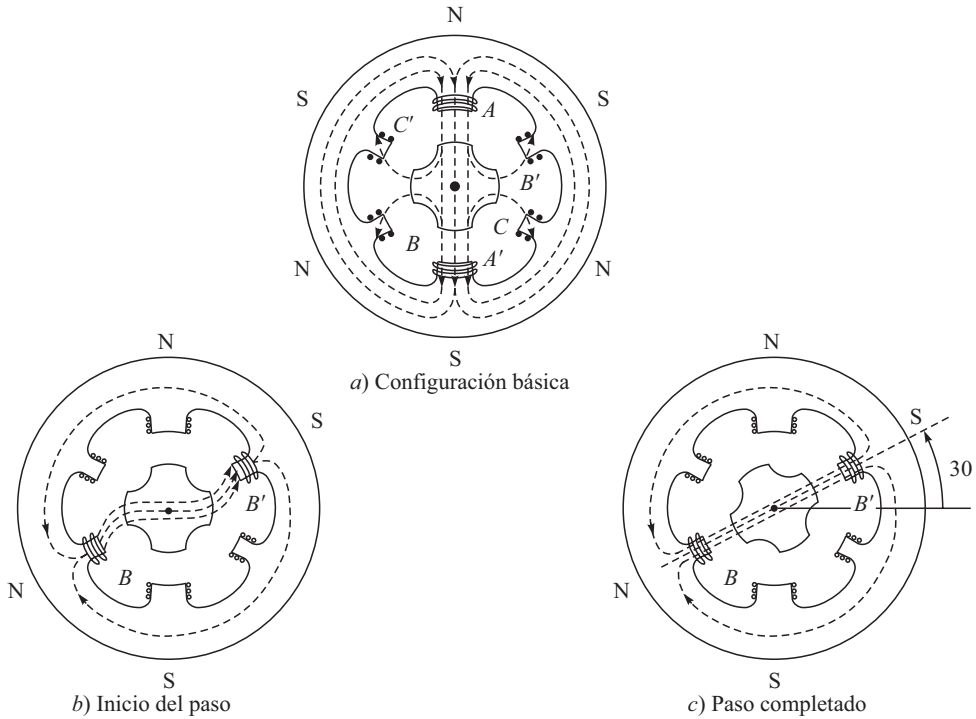 N
S
S
A
C'
B'
C
B
A'
N
N
S
a) Configuración básica
N
S
B'
B
N
S
b) Inicio del paso
N
S
30
B'
B
N
S
c) Paso completado